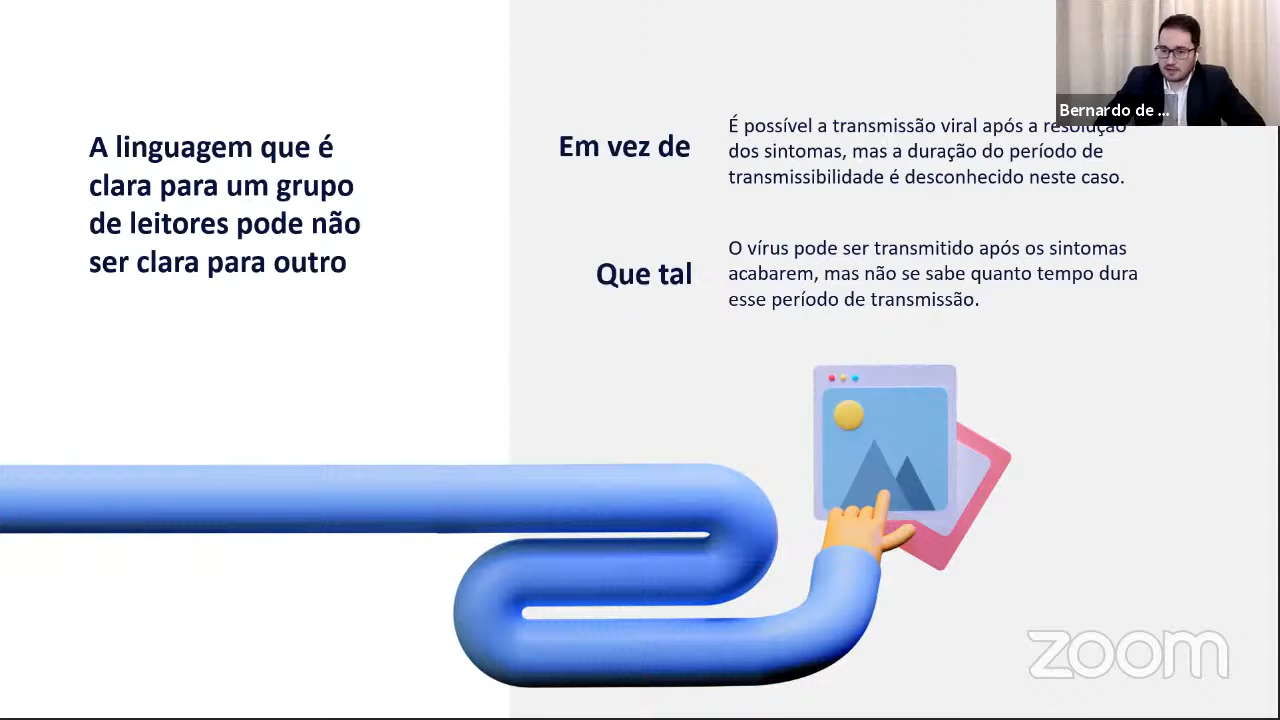 A linguagem que é
clara para um grupo
de leitores pode não
ser clara para outro
Em vez de
É possível a transmissão viral após a resolução
dos sintomas, mas a duração do período de
transmissibilidade é desconhecido neste caso.
Que tal
O vírus pode ser transmitido após os sintomas
acabarem, mas não se sabe quanto tempo dura
esse período de transmissão.
Bernardo de ...
zoom